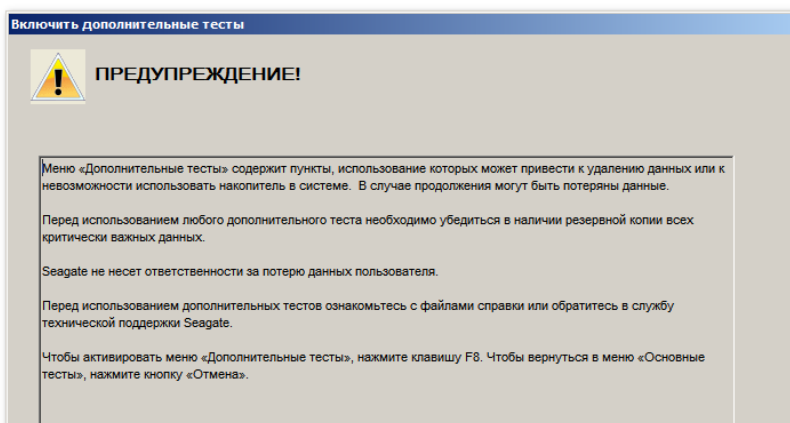 Включить дополнительные тесты
ПРЕДУПРЕЖДЕНИЕ!
Меню «Дополнительные тесты» содержит пункты, использование которых может привести к удалению данных или к
невозможности использовать накопитель в системе.  В случае продолжения могут быть потеряны данные.
Перед использованием любого дополнительного теста необходимо убедиться в наличии резервной копии всех
критически важных данных.
Seagate не несет ответственности за потерю данных пользователя.
Перед использованием дополнительных тестов ознакомьтесь с файлами справки или обратитесь в службу
технической поддержки Seagate.
Чтобы активировать меню «Дополнительные тесты», нажмите клавишу F8. Чтобы вернуться в меню «Основные
тесты», нажмите кнопку «Отмена».